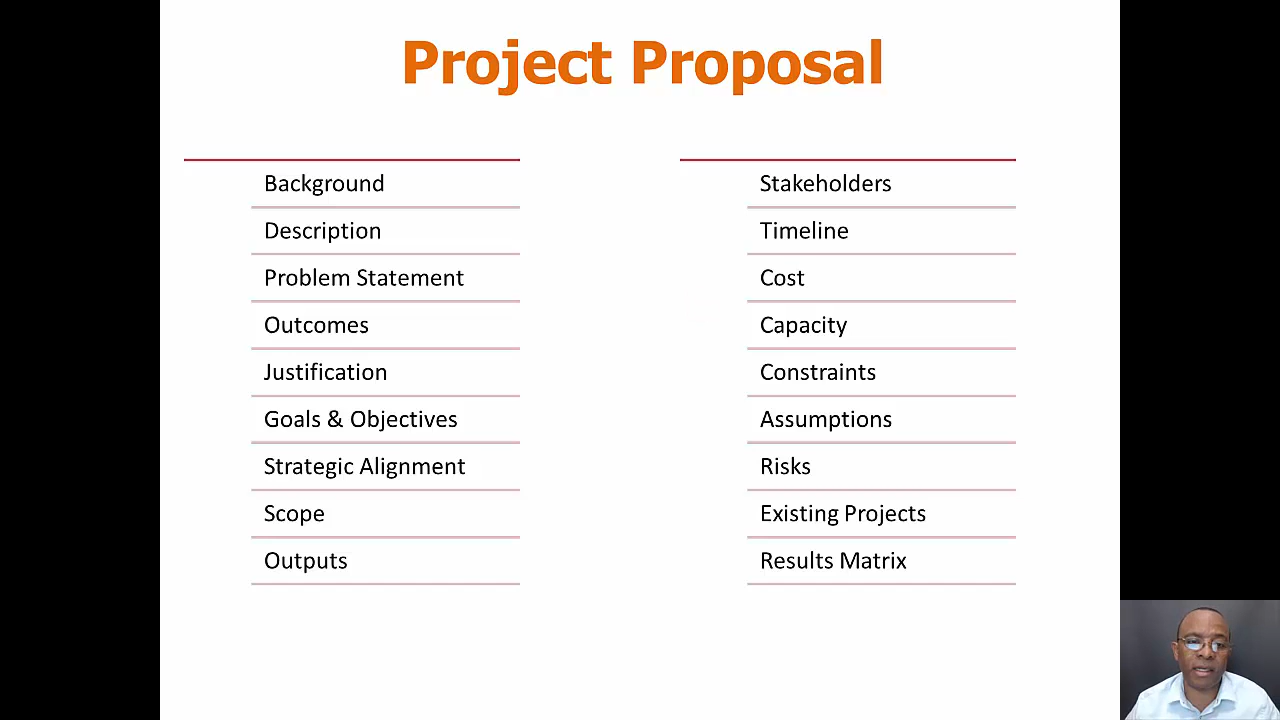 Project Proposal
Background
Description
Problem Statement
Outcomes
Justification
Goals & Objectives
Strategic Alignment
Scope
Outputs
Stakeholders
Timeline
Cost
Capacity
Constraints
Assumptions
Risks
Existing Projects
Results Matrix